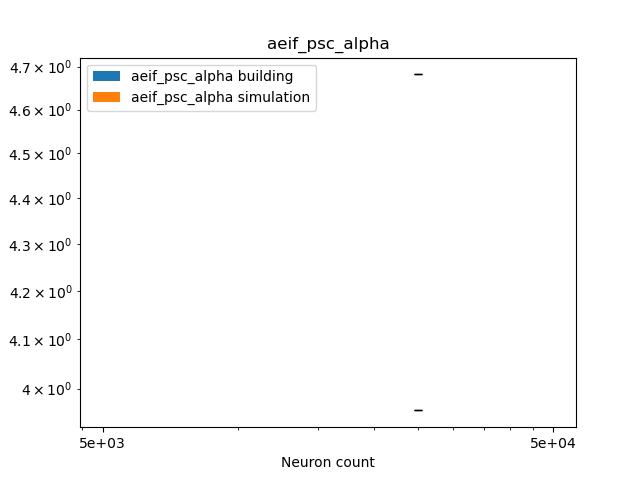 aeif_psc_alpha
4.7 × 10⁰
aeif_psc_alpha building
aeif_psc_alpha simulation
4.6 × 10⁰
4.5 × 10⁰
4.4 × 10⁰
4.3 × 10⁰
4.2 × 10⁰
4.1 × 10⁰
4 × 10⁰
5e+03
5e+04
Neuron count